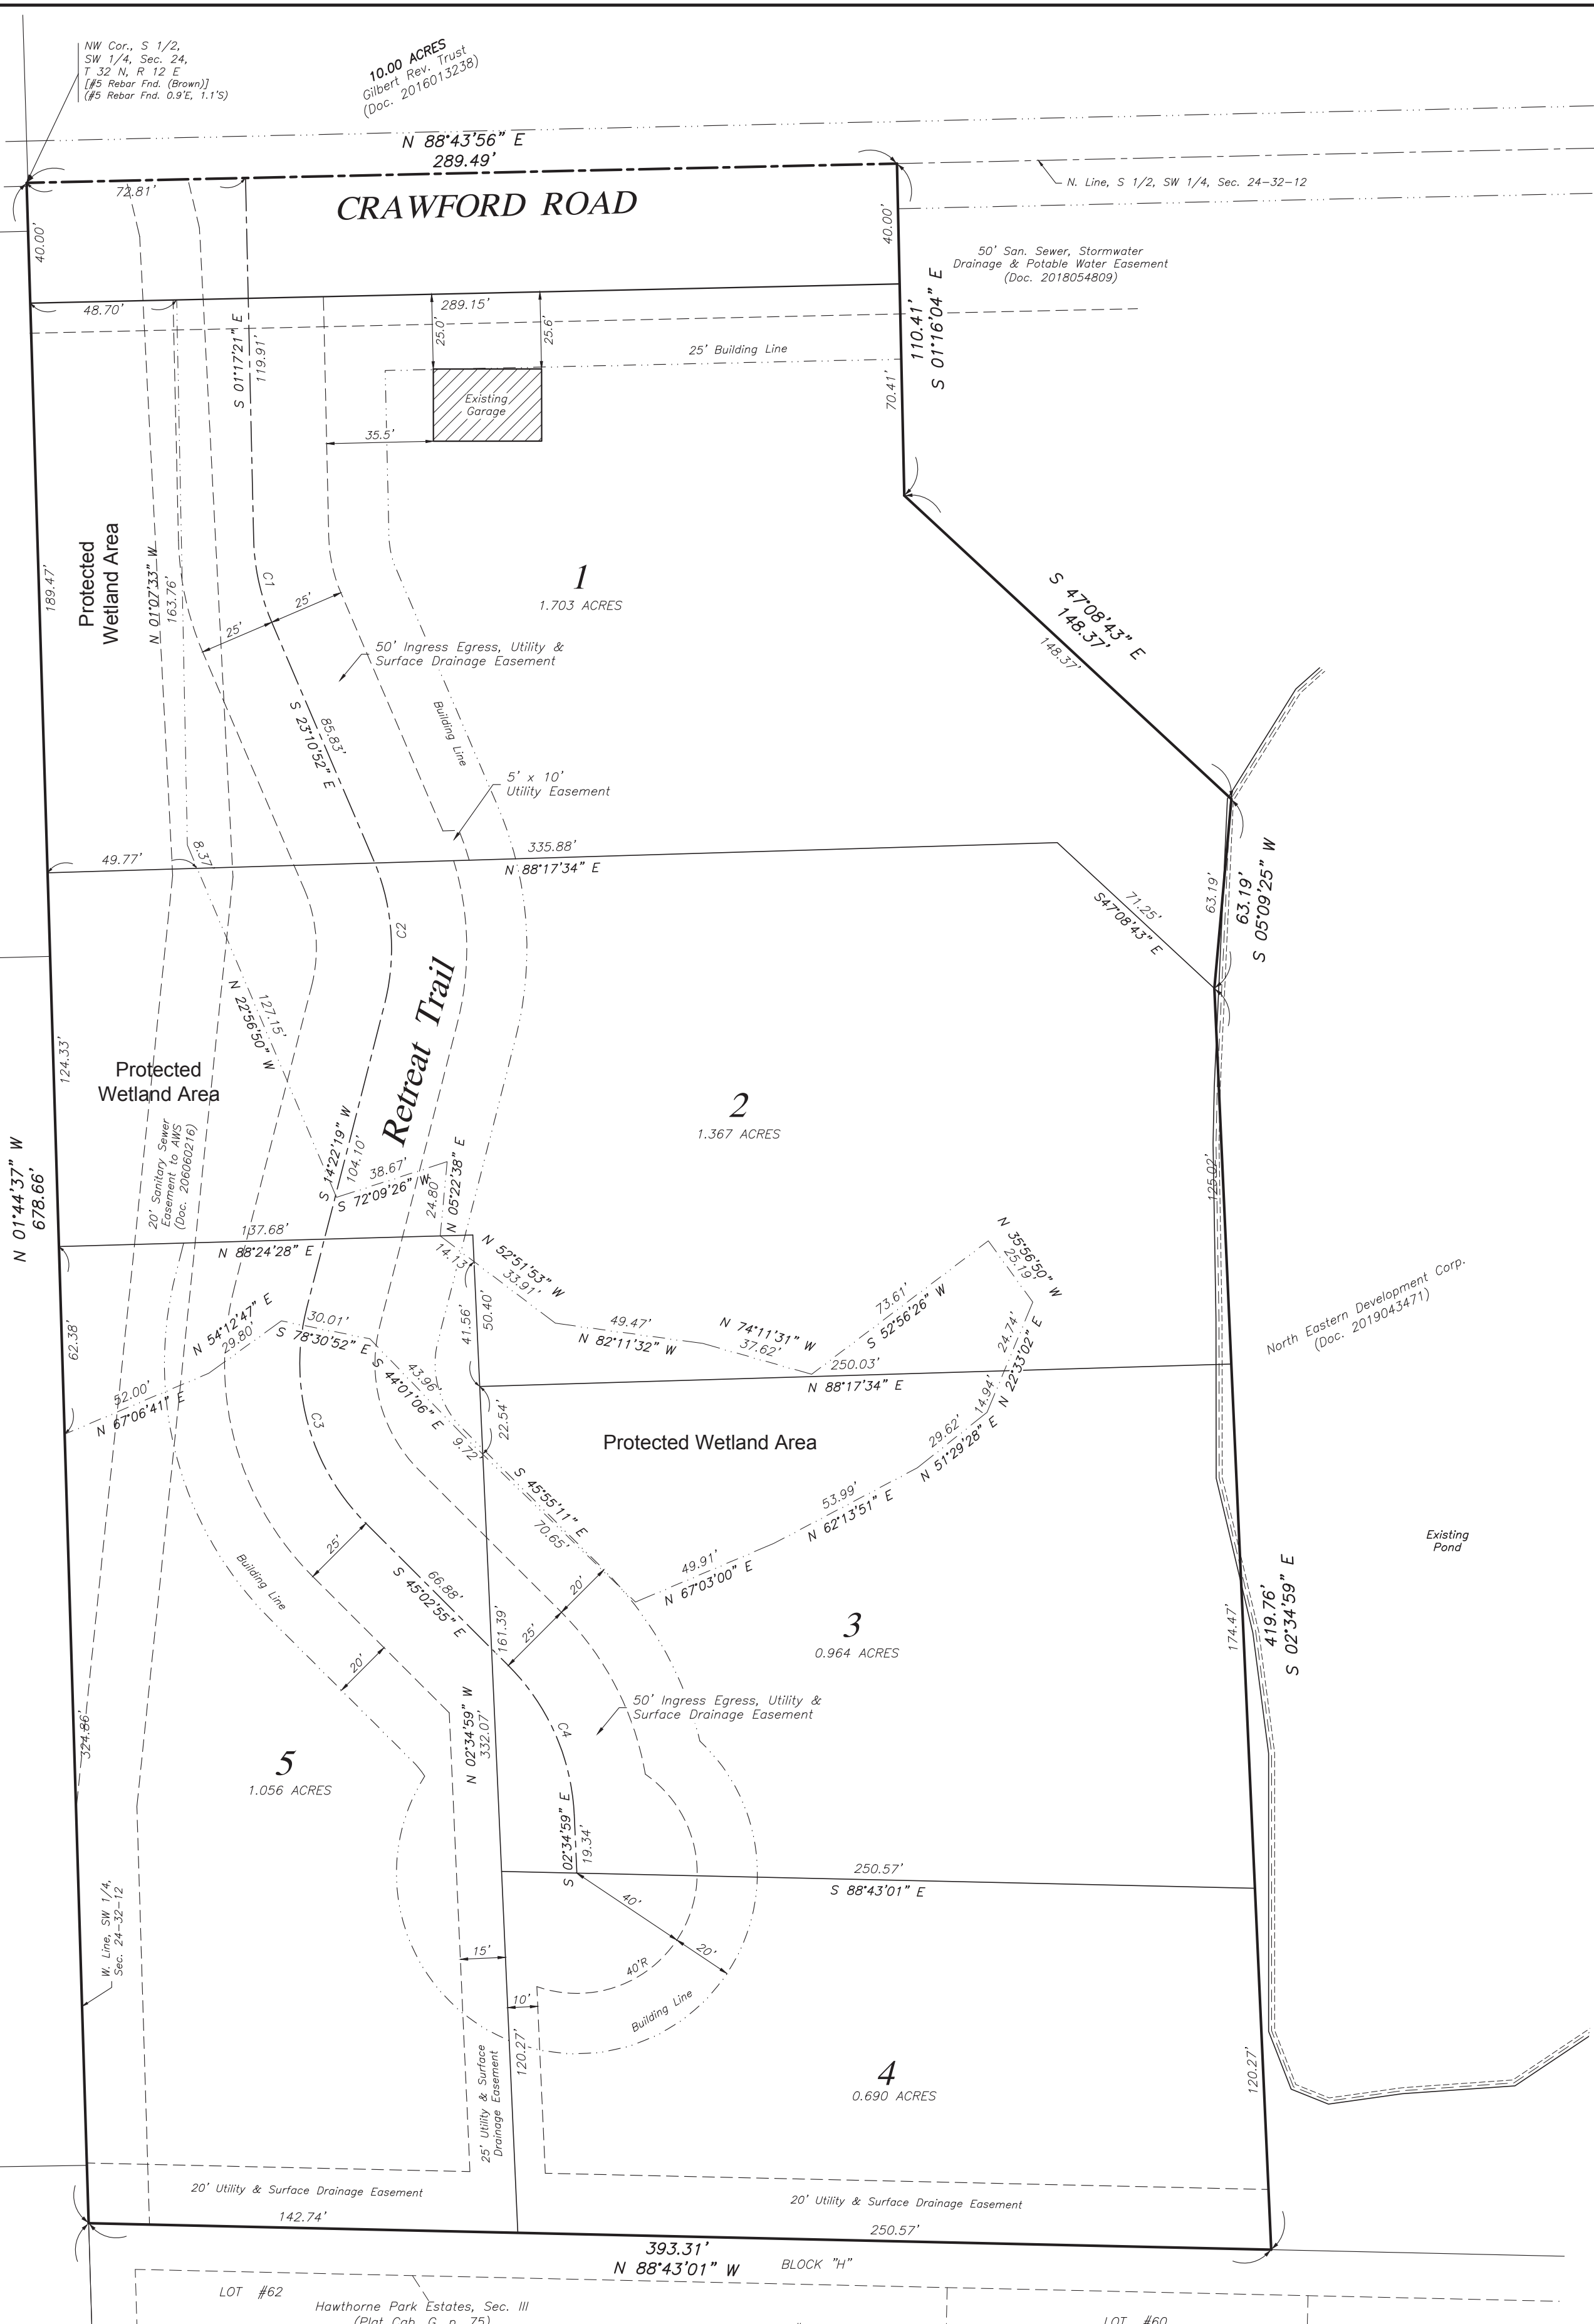 NW Cor., S 1/2,
SW 1/4, Sec. 24,
T 32 N, R 12 E
[#5 Rebar Fnd. (Brown)]
(#5 Rebar Fnd. 0.9'E, 1.1'S)
10.00 ACRES
Gilbert Rev. Trust
(Doc. 2016013238)
N 88°43'56" E
289.49'
N. Line, S 1/2, SW 1/4, Sec. 24-32-12
72.81'
CRAWFORD ROAD
40.00'
40.00'
50' San. Sewer, Stormwater
Drainage & Potable Water Easement
(Doc. 2018054809)
48.70'
289.15'
S 01°17'21" E
119.91'
25.0'
25.6'
25' Building Line
110.41'
S 01°16'04" E
70.41'
Existing
Garage
35.5'
189.47'
Protected
Wetland Area
N 01°07'33" W
163.76'
C1
25'
25'
1
1.703 ACRES
S 47°08'43" E
148.37'
148.37'
50' Ingress Egress, Utility &
Surface Drainage Easement
S 23°10'52" E
85.83'
Building Line
5' x 10'
Utility Easement
49.77'
8.37'
335.88'
N 88°17'34" E
71.25'
S47°08'43" E
63.19'
63.19'
S 05°09'25" W
C2
N 22°56'50" W
127.15'
Retreat Trail
124.33'
Protected
Wetland Area
2
1.367 ACRES
N 01°44'37" W
678.66'
20' Sanitary Sewer
Easement to AWS
(Doc. 206060216)
S 14°22'19" W
104.10'
38.67'
S 72°09'26" W
24.80'
N 05°22'38" E
125.02'
137.68'
N 88°24'28" E
14.13'
N 52°51'53" W
33.91'
N 35°56'50" W
25.19'
62.38'
N 54°12'47" E
29.80'
30.01'
S 78°30'52" E
41.56'
50.40'
49.47'
N 82°11'32" W
N 74°11'31" W
37.62'
73.61'
S 52°56'26" W
24.74'
N 22°33'02" E
14.94'
North Eastern Development Corp.
(Doc. 2019043471)
52.00'
N 67°06'41" E
43.96'
S 44°01'06" E
9.72'
250.03'
N 88°17'34" E
C3
22.54'
Protected Wetland Area
29.62'
N 51°29'28" E
S 45°55'11" E
70.65'
53.99'
N 62°13'51" E
49.91'
N 67°03'00" E
25'
Building Line
66.88'
S 45°02'55" E
20'
25'
20'
161.39'
3
0.964 ACRES
174.47'
419.76'
S 02°34'59" E
Existing
Pond
324.86'
N 02°34'59" W
332.07'
50' Ingress Egress, Utility &
Surface Drainage Easement
C4
5
1.056 ACRES
S 02°34'59" E
19.34'
250.57'
S 88°43'01" E
W. Line, SW 1/4,
Sec. 24-32-12
40'
20'
15'
40'R
10'
Building Line
120.27'
25' Utility & Surface
Drainage Easement
4
0.690 ACRES
120.27'
20' Utility & Surface Drainage Easement
20' Utility & Surface Drainage Easement
142.74'
250.57'
393.31'
N 88°43'01" W
BLOCK "H"
LOT #62
Hawthorne Park Estates, Sec. III
(Plat Cab. G, p. 75)
LOT #60